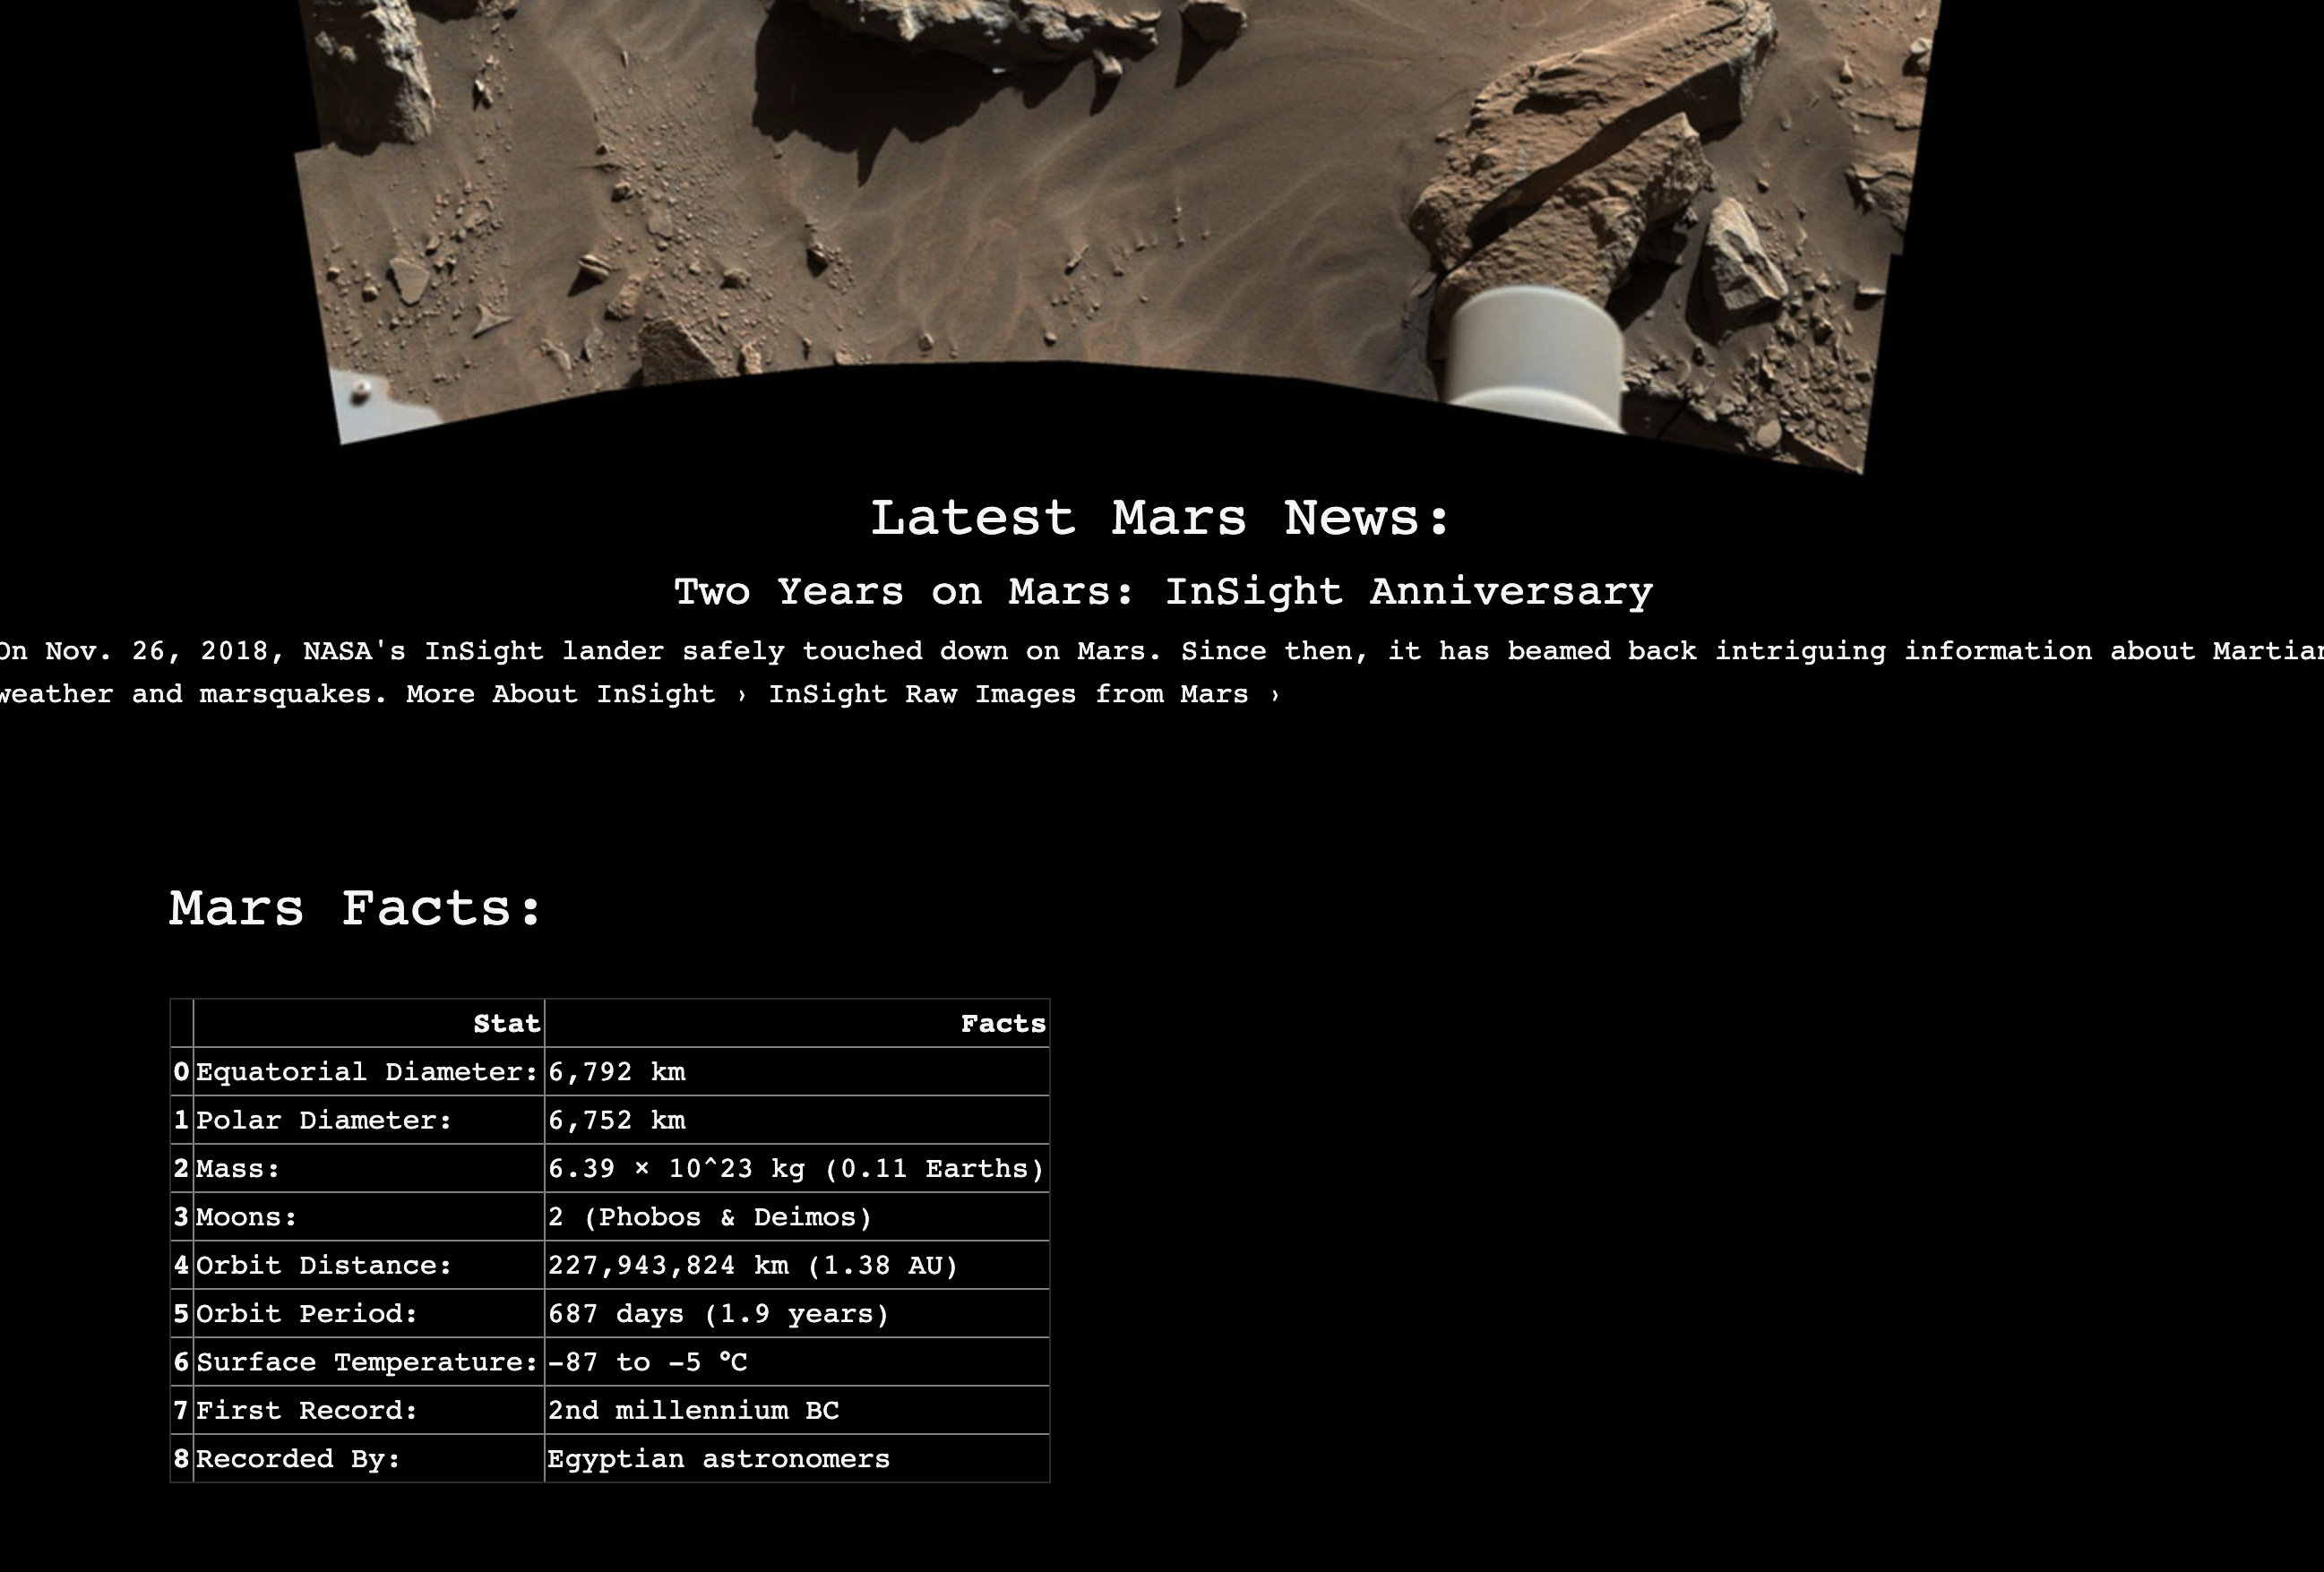 Latest Mars News:
Two Years on Mars: InSight Anniversary
On Nov. 26, 2018, NASA's InSight lander safely touched down on Mars. Since then, it has beamed back intriguing information about Martian
weather and marsquakes. More About InSight › InSight Raw Images from Mars ›
Mars Facts:
Stat Facts
0 Equatorial Diameter: 6,792 km
1 Polar Diameter: 6,752 km
2 Mass: 6.39 × 10^23 kg (0.11 Earths)
3 Moons: 2 (Phobos & Deimos)
4 Orbit Distance: 227,943,824 km (1.38 AU)
5 Orbit Period: 687 days (1.9 years)
6 Surface Temperature: -87 to -5 °C
7 First Record: 2nd millennium BC
8 Recorded By: Egyptian astronomers